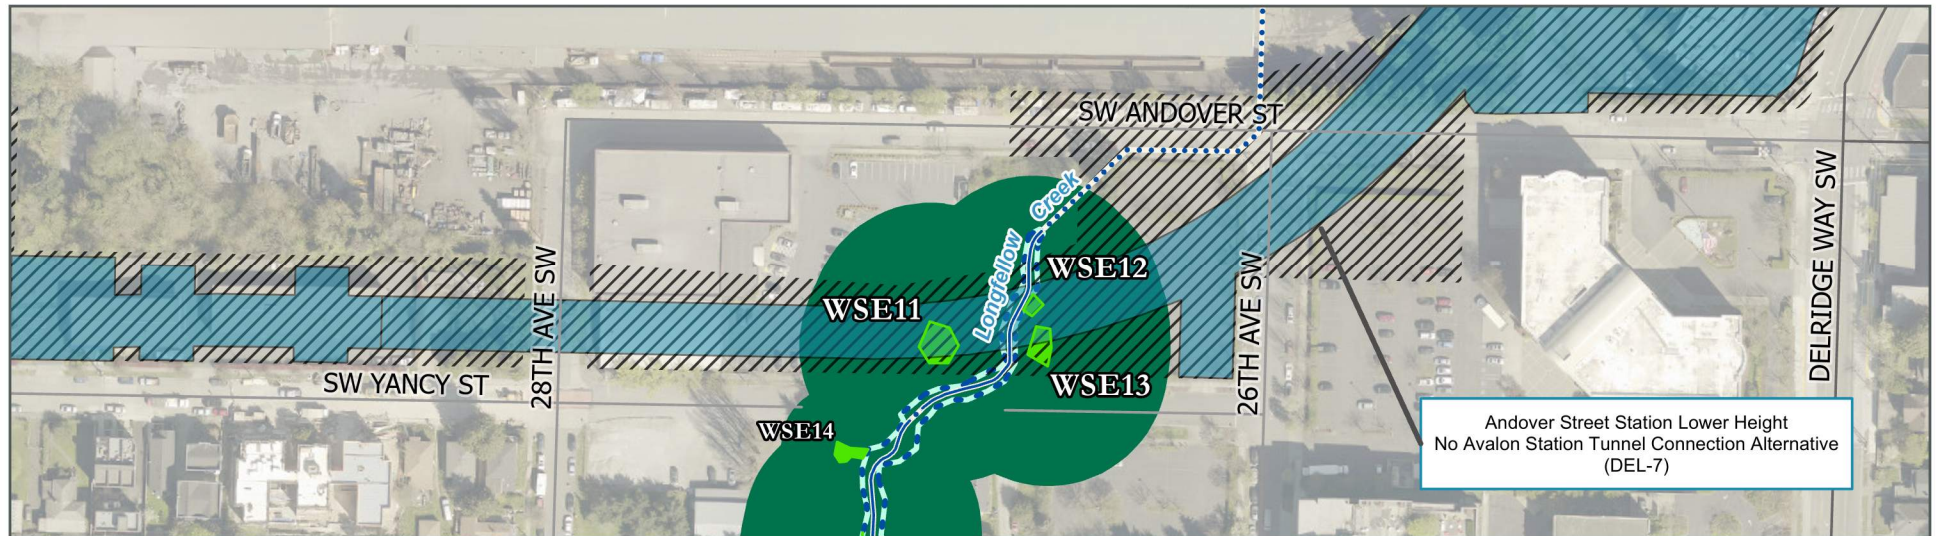 SW ANDOVER ST
Longfellow Creek
WSE12
WSE11
28TH AVE SW
26TH AVE SW
DELRIDGE WAY SW
SW YANCY ST
WSE13
WSE14
Andover Street Station Lower Height
No Avalon Station Tunnel Connection Alternative
(DEL-7)